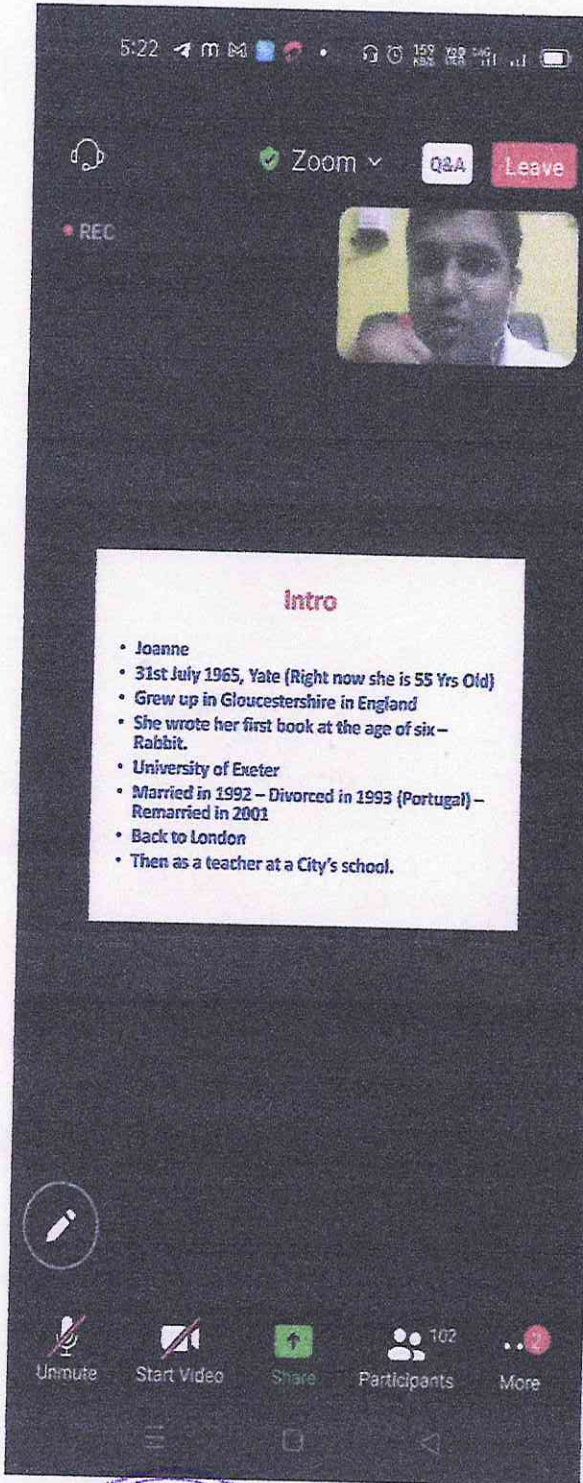 5:22
159 KB/s
Zoom
Q&A
Leave
REC
Intro
• Joanne
• 31st July 1965, Yate (Right now she is 55 Yrs Old)
• Grew up in Gloucestershire in England
• She wrote her first book at the age of six –
Rabbit.
• University of Exeter
• Married in 1992 – Divorced in 1993 (Portugal) –
Remarried in 2001
• Back to London
• Then as a teacher at a City's school.
Unmute
Start Video
Share
Participants
102
More
2